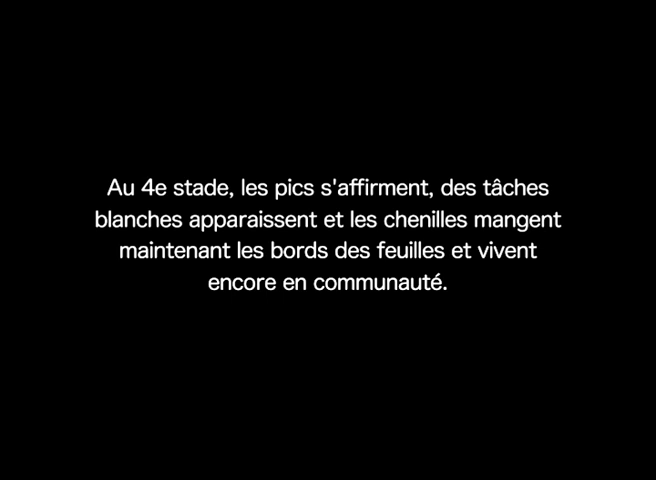 Au 4e stade, les pics s'affirment, des tâches
blanches apparaissent et les chenilles mangent
maintenant les bords des feuilles et vivent
encore en communauté.